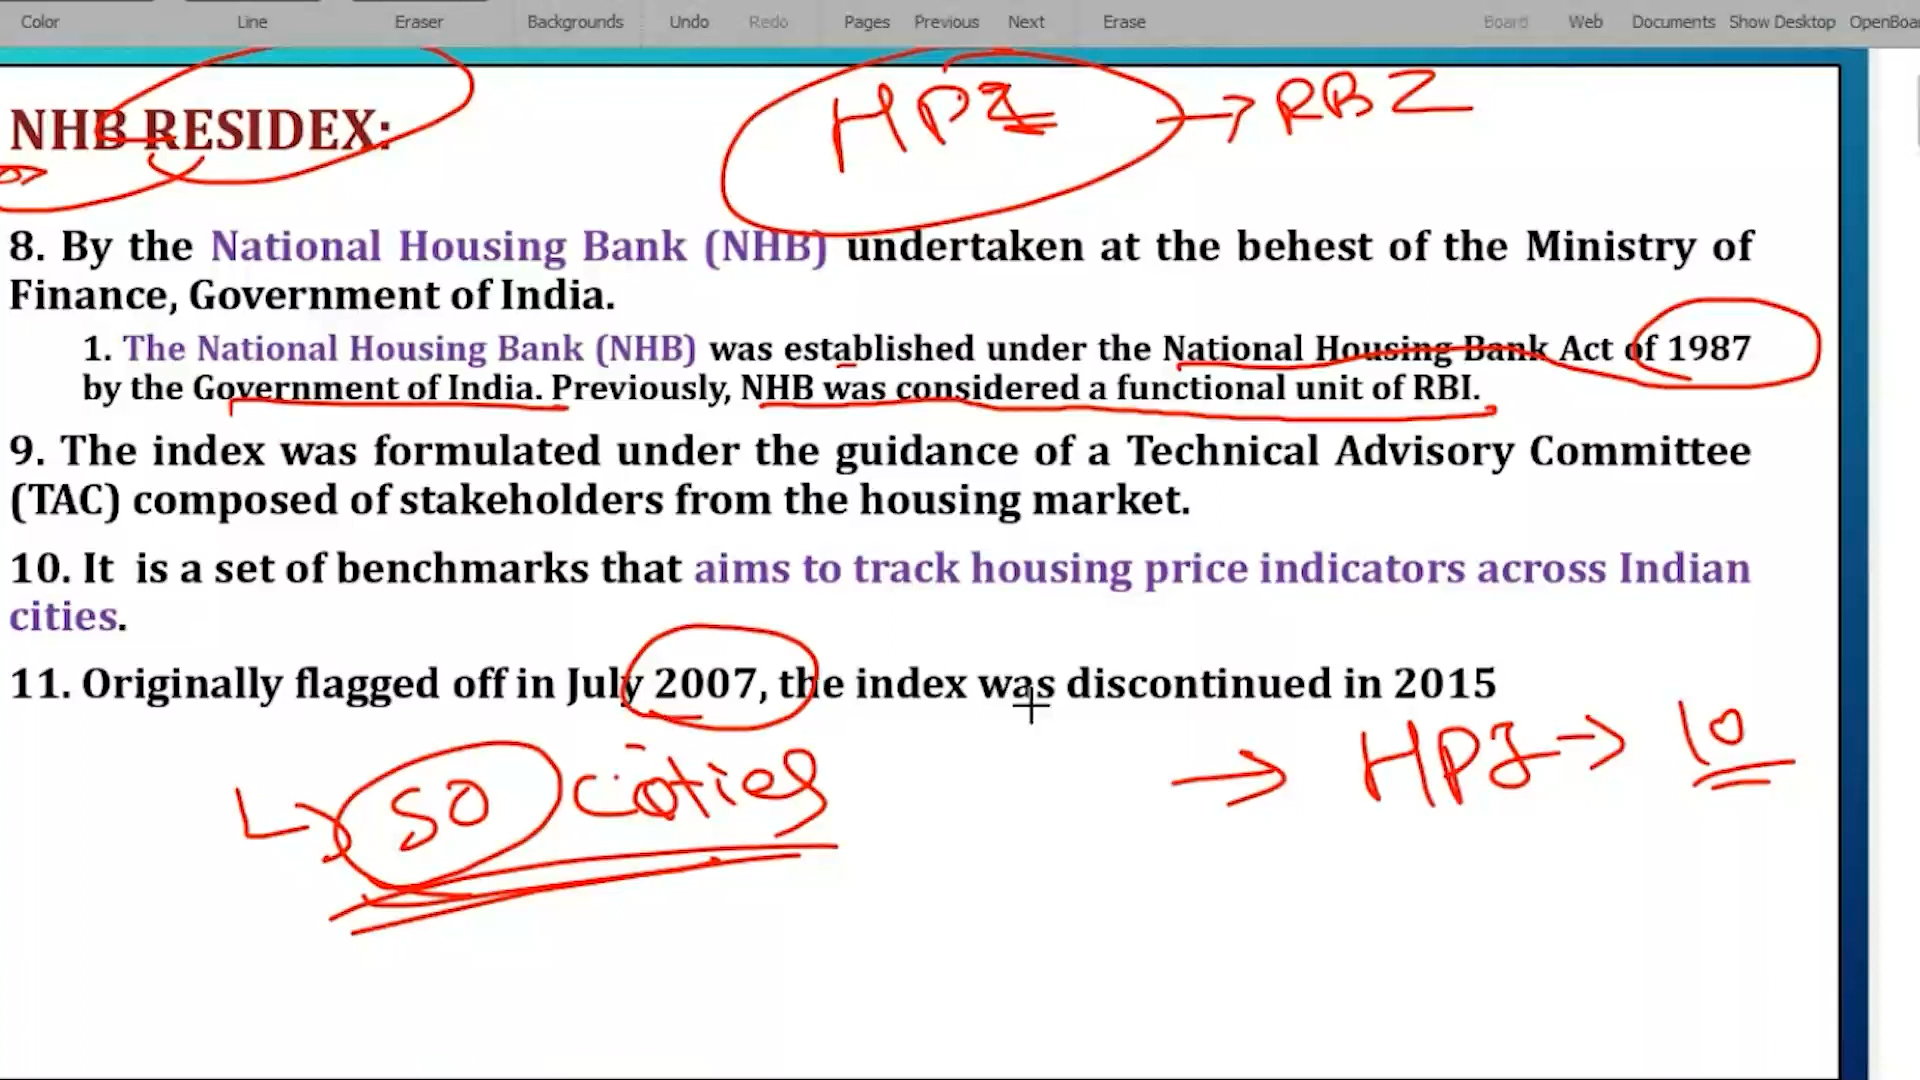 Color Line Eraser Backgrounds Undo Redo Pages Previous Next Erase Board Web Documents Show Desktop OpenBoa
HPI → RBI
NHB RESIDEX:
8. By the National Housing Bank (NHB) undertaken at the behest of the Ministry of
Finance, Government of India.
1. The National Housing Bank (NHB) was established under the National Housing Bank Act of 1987
by the Government of India. Previously, NHB was considered a functional unit of RBI.
9. The index was formulated under the guidance of a Technical Advisory Committee
(TAC) composed of stakeholders from the housing market.
10. It is a set of benchmarks that aims to track housing price indicators across Indian
cities.
11. Originally flagged off in July 2007, the index was discontinued in 2015
→ HPI → 10
50 cities